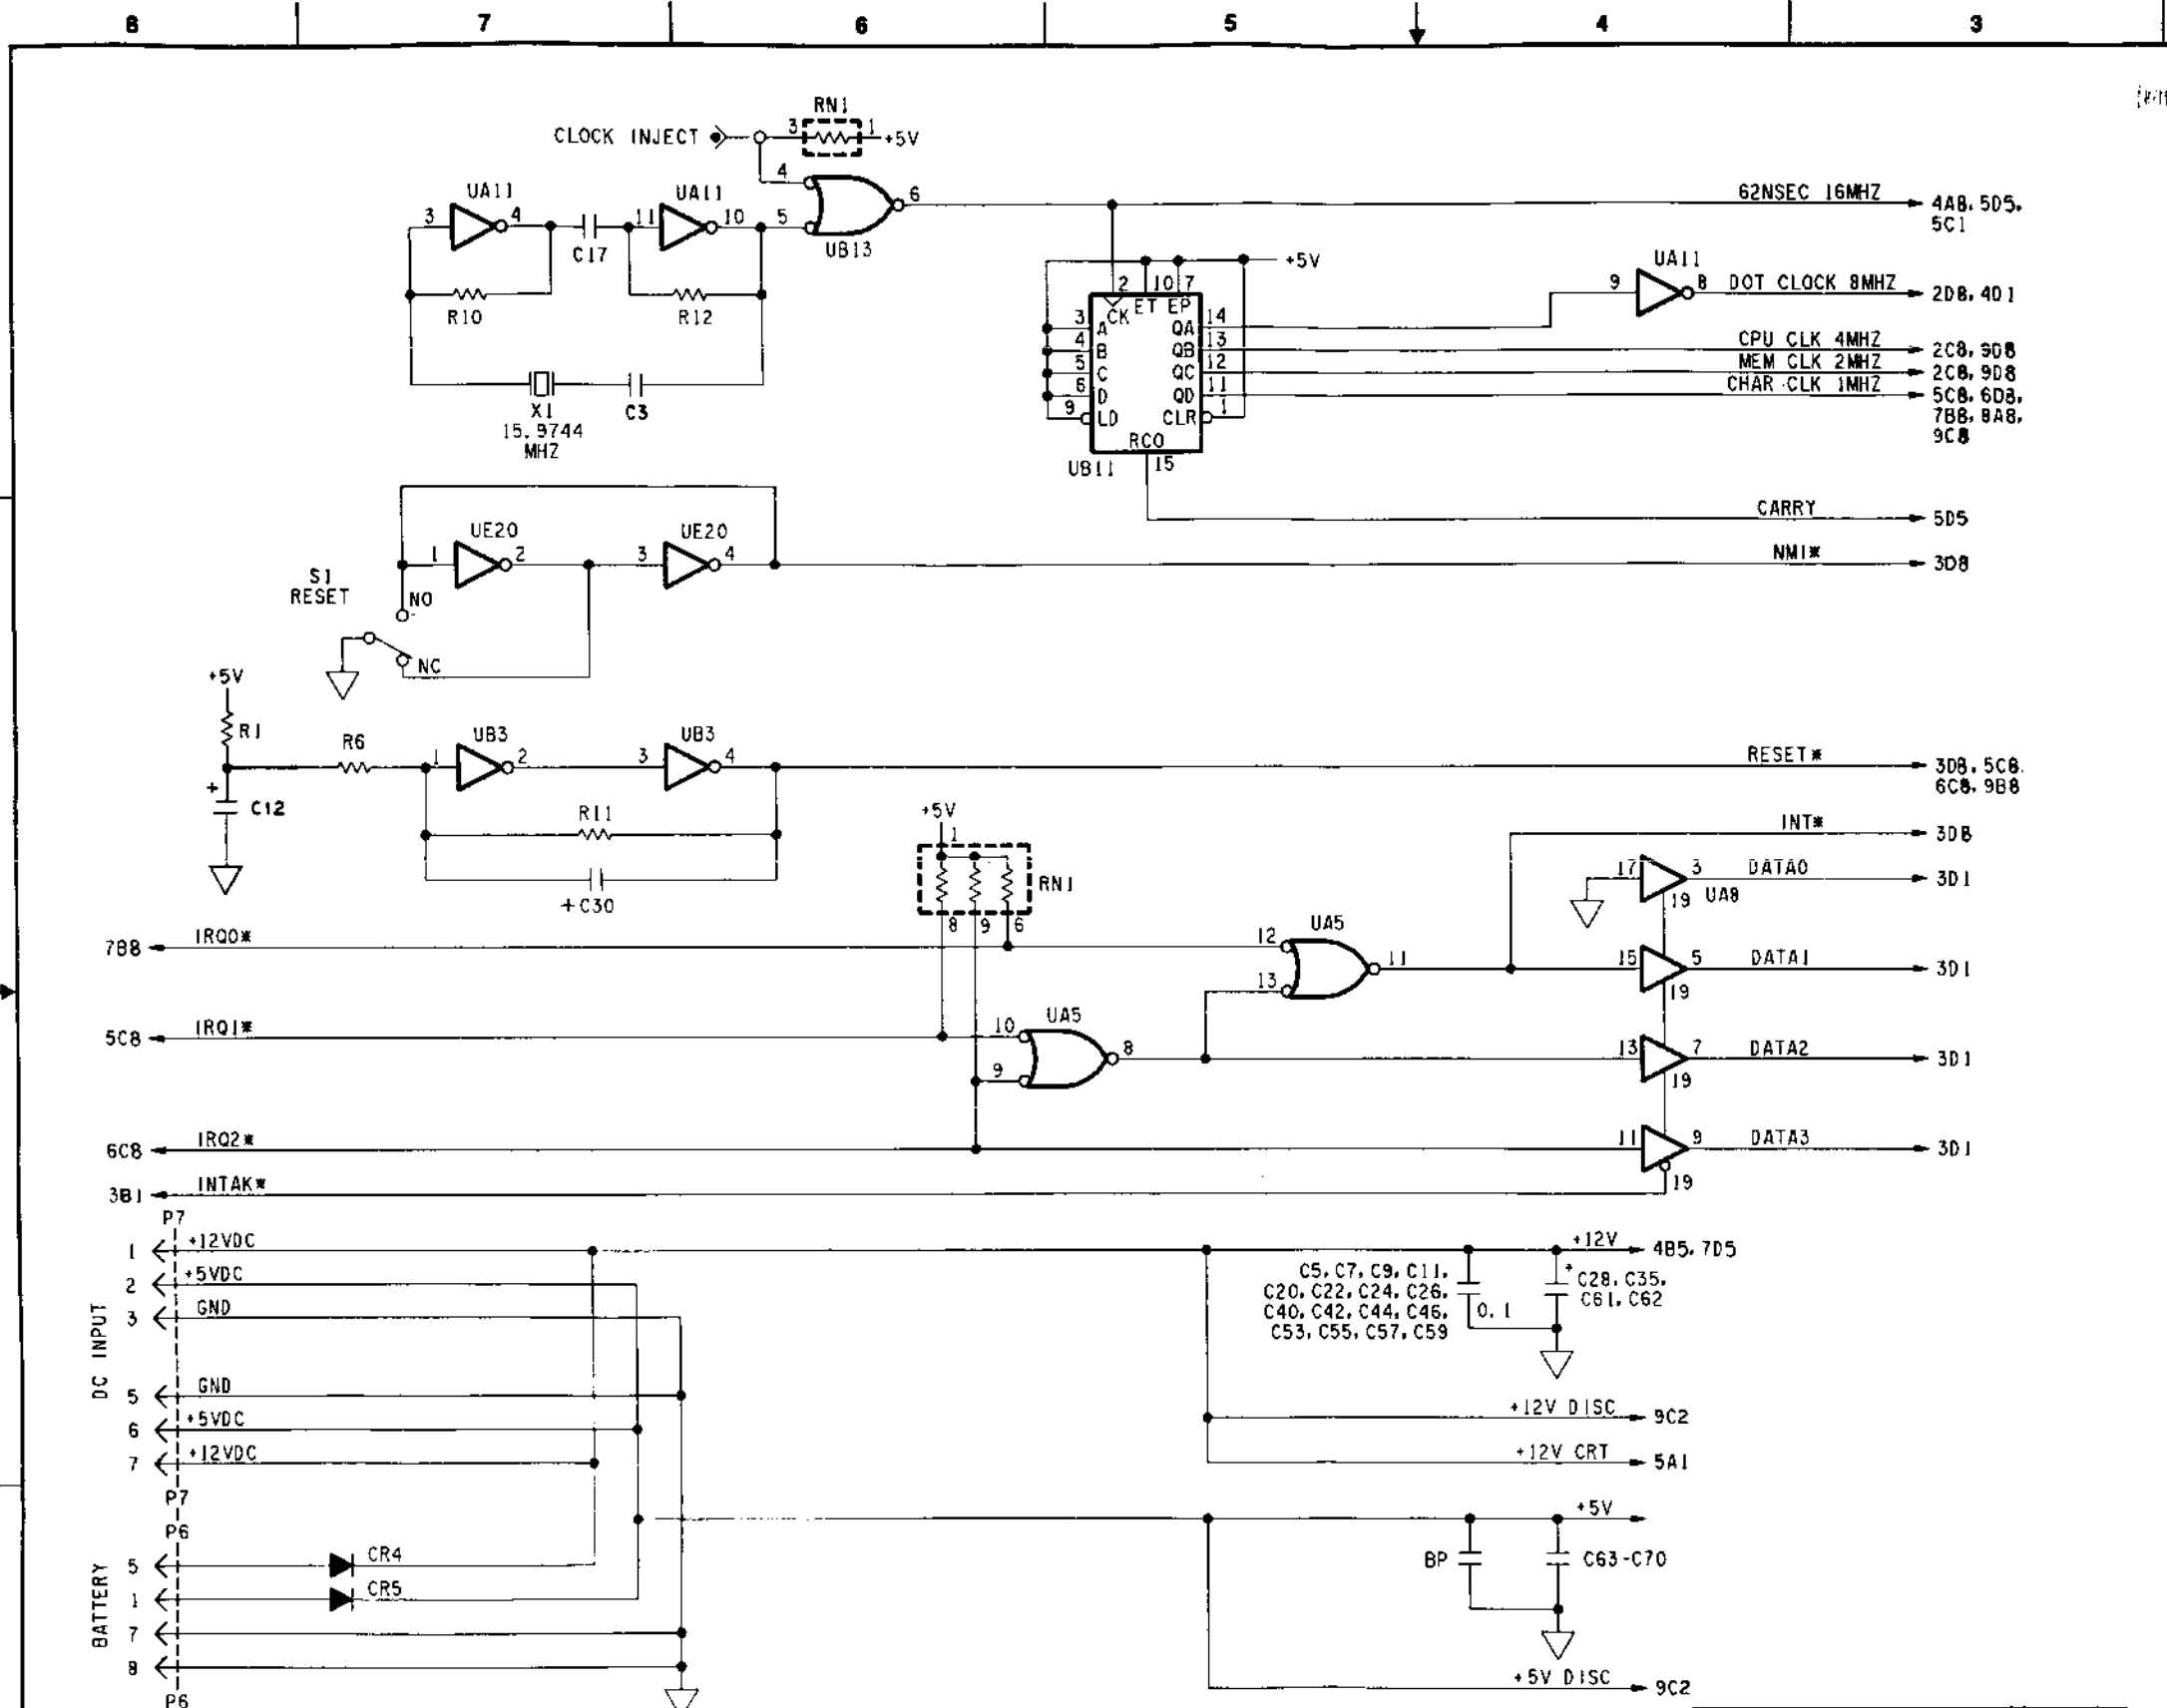 8 7 6 5 4 3
RN1
CLOCK INJECT 3 1 +5V
4
UA11 UA11 6
3 4 11 10 5
C17 UB13
R10 R12
X1 C3
15.9744
MHZ
62NSEC 16MHZ 4A8, 5D5,
5C1
+5V
2 10 7
CK ET EP
3 A QA 14
4 B QB 13
5 C QC 12
6 D QD 11
9 LD CLR 1
RCO
UB11 15
UA11
9 8 DOT CLOCK 8MHZ 2D8, 4D1
CPU CLK 4MHZ 2C8, 9D8
MEM CLK 2MHZ 2C8, 9D8
CHAR CLK 1MHZ 5C8, 6D8,
7B8, 8A8,
9C8
CARRY 5D5
UE20 UE20
1 2 3 4 NMI* 3D8
S1
RESET
NO
NC
+5V
R1
R6 UB3 UB3
1 2 3 4 RESET* 3D8, 5C8,
6C8, 9B8
+
C12
R11
+C30
+5V
1
RN1
8 9 6
INT* 3D8
17 3 DATA0 3D1
19 UA8
7B8 IRQ0* 12 UA5
13 11 15 5 DATA1 3D1
19
5C8 IRQ1* 10 UA5
9 8 13 7 DATA2 3D1
19
6C8 IRQ2* 11 9 DATA3 3D1
3B1 INTAK* 19
P7
DC INPUT
1 +12VDC +12V 4B5, 7D5
2 +5VDC
3 GND
5 GND
6 +5VDC
7 +12VDC
P7
C5, C7, C9, C11,
C20, C22, C24, C26,
C40, C42, C44, C46,
C53, C55, C57, C59
0.1
+
C28, C35,
C61, C62
+12V DISC 9C2
+12V CRT 5A1
P6
BATTERY
5 CR4
1 CR5
7
8
P6
+5V
BP C63-C70
+5V DISC 9C2